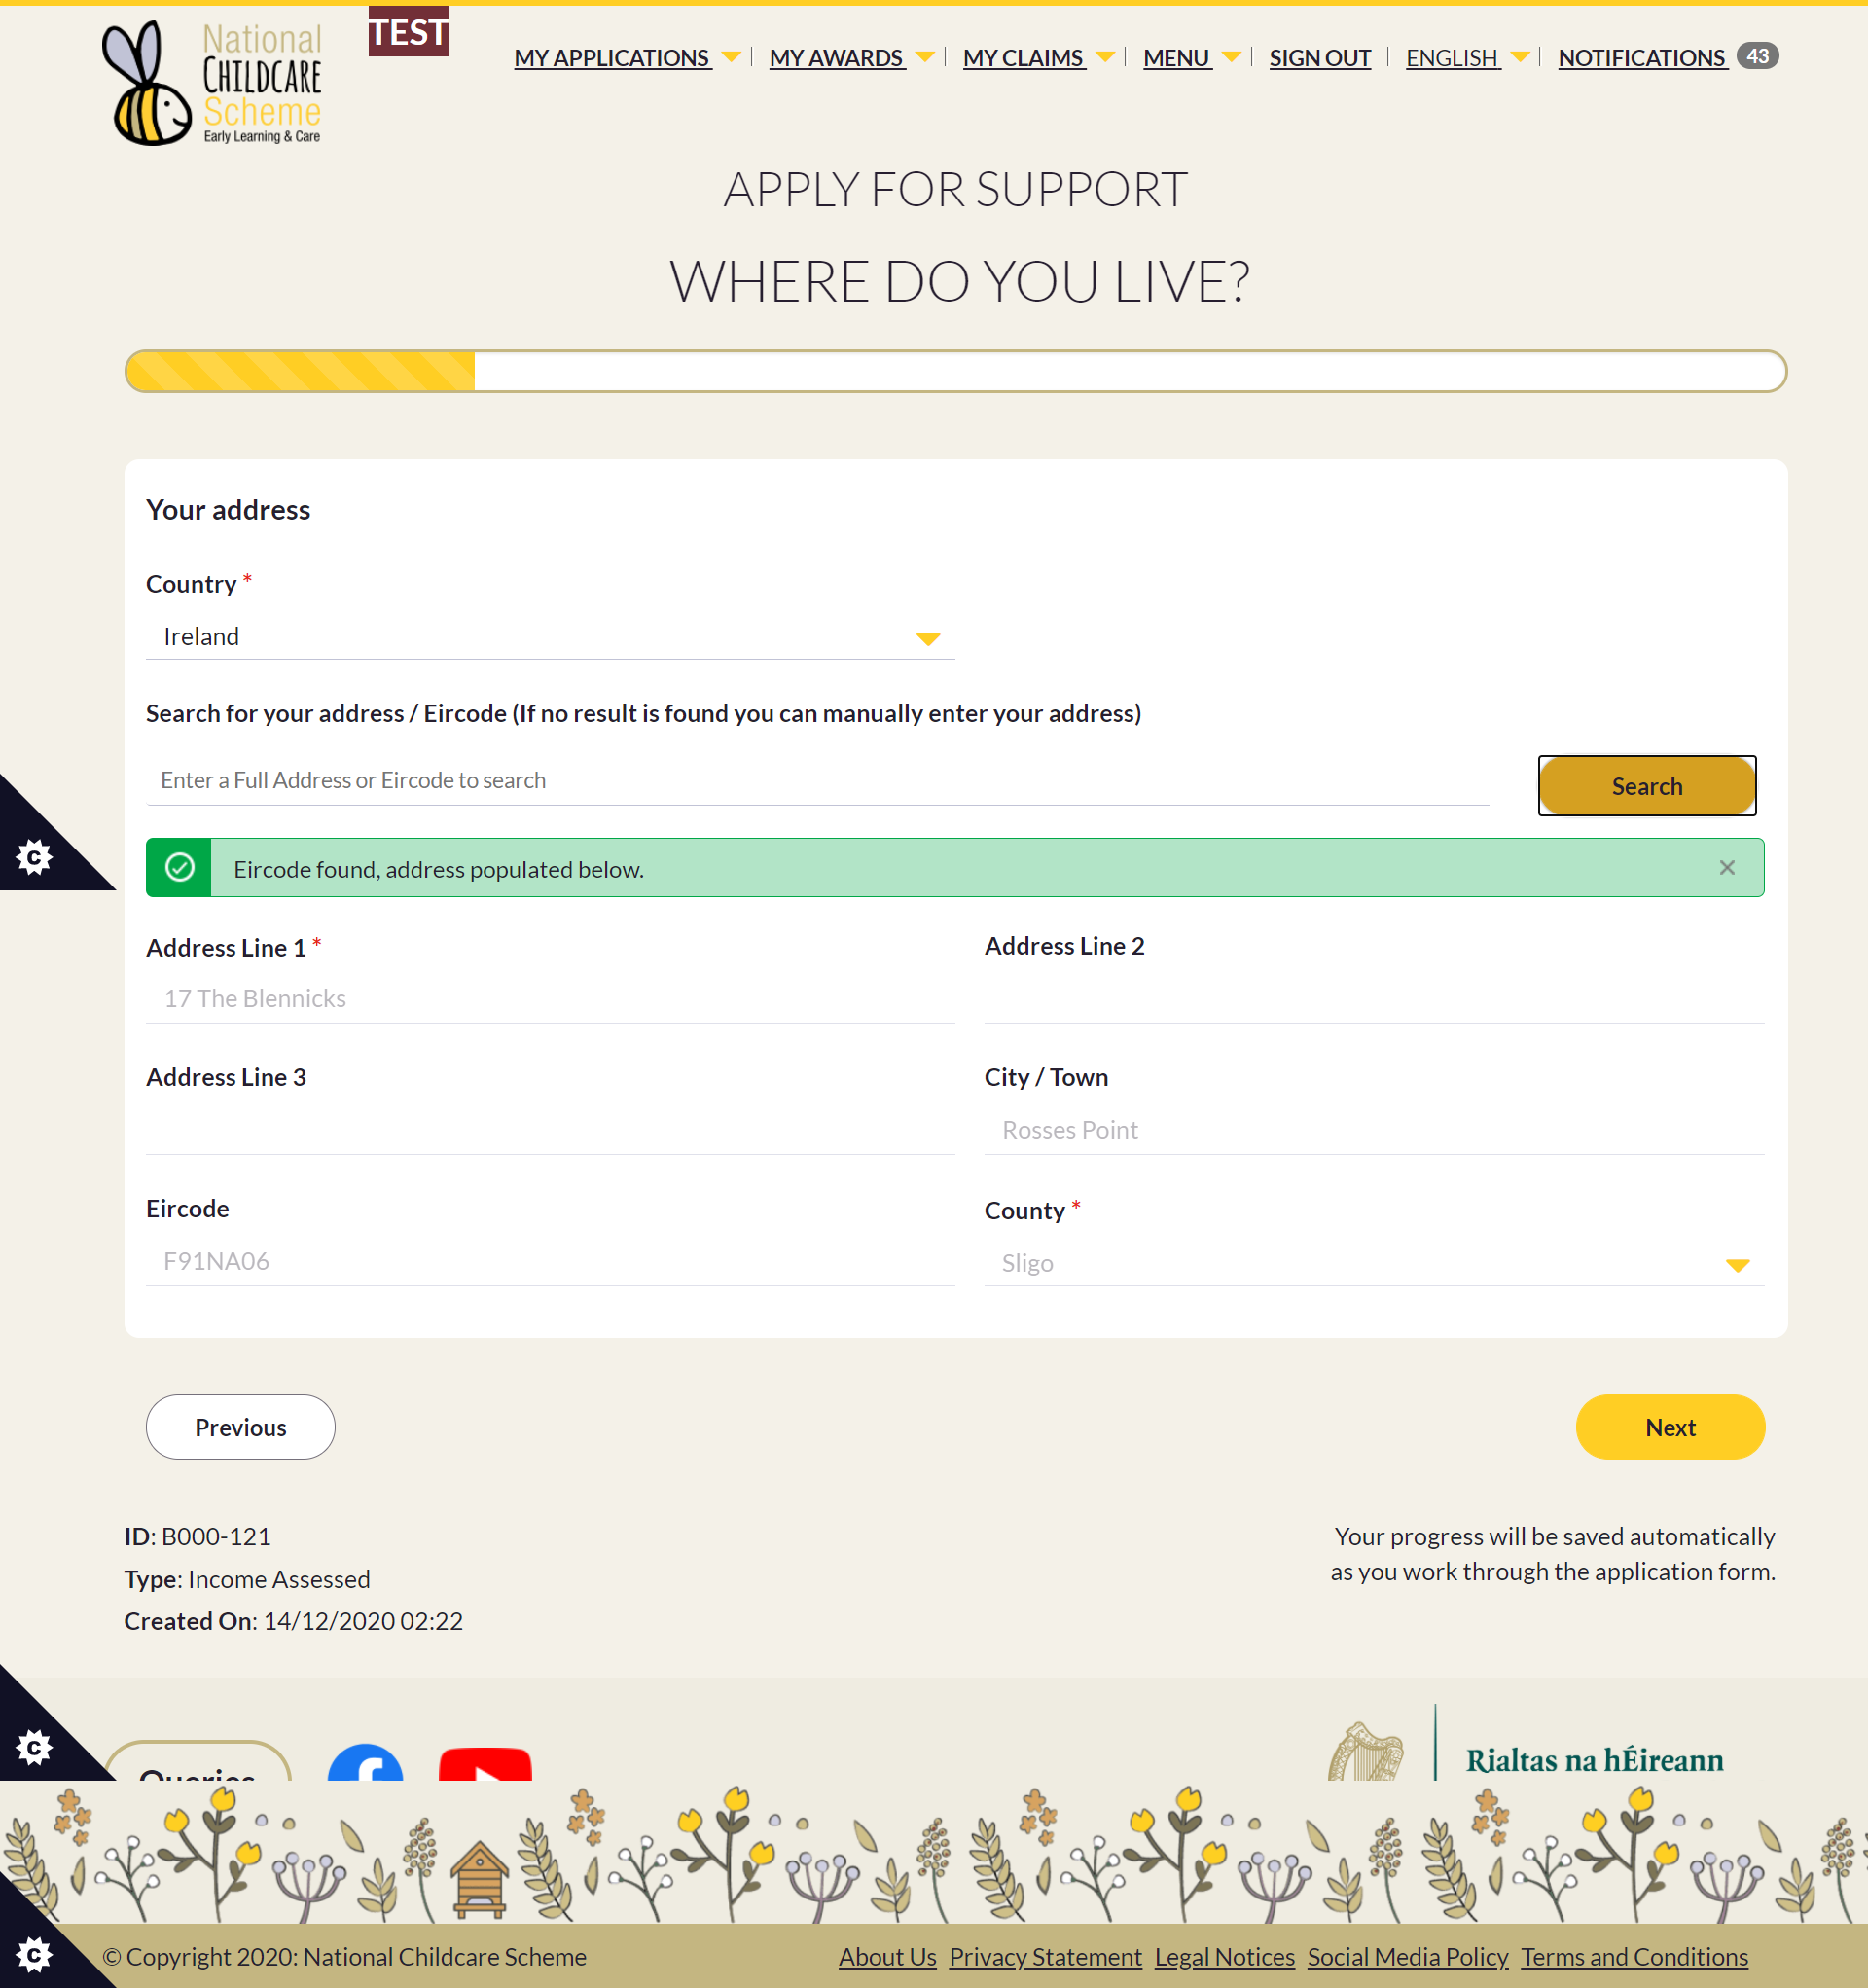 National
CHILDCARE
Scheme
Early Learning & Care
TEST
MY APPLICATIONS MY AWARDS MY CLAIMS MENU SIGN OUT ENGLISH NOTIFICATIONS 43
APPLY FOR SUPPORT
WHERE DO YOU LIVE?
Your address
Country *
Ireland
Search for your address / Eircode (If no result is found you can manually enter your address)
Enter a Full Address or Eircode to search
Search
Eircode found, address populated below.
Address Line 1 * Address Line 2
17 The Blennicks
Address Line 3 City / Town
Rosses Point
Eircode County *
F91NA06 Sligo
Previous Next
ID: B000-121
Type: Income Assessed
Created On: 14/12/2020 02:22
Your progress will be saved automatically
as you work through the application form.
Queries
Rialtas na hÉireann
© Copyright 2020: National Childcare Scheme About Us Privacy Statement Legal Notices Social Media Policy Terms and Conditions